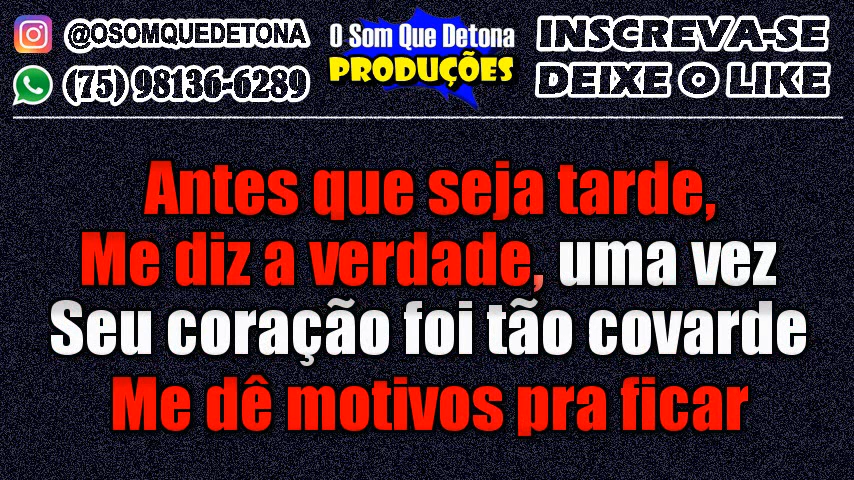 @OSOMQUEDETONA
(75) 98136-6289
O Som Que Detona
PRODUÇÕES
INSCREVA-SE
DEIXE O LIKE
Antes que seja tarde,
Me diz a verdade, uma vez
Seu coração foi tão covarde
Me dê motivos pra ficar